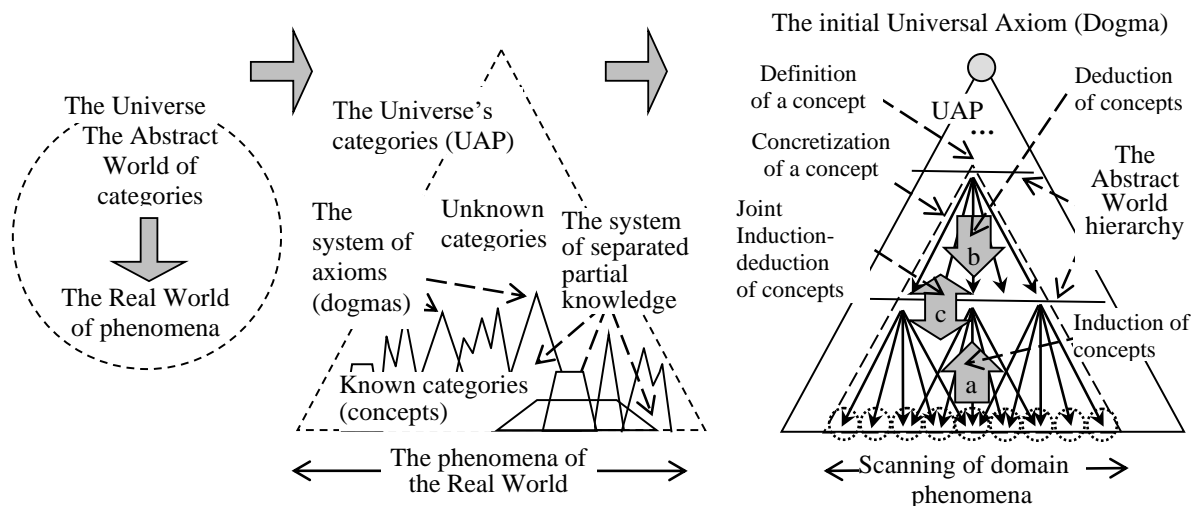 The Universe
The Abstract
World of
categories
The Real World
of phenomena
The Universe’s
categories (UAP)
Unknown
categories
The
system of
axioms
(dogmas)
The system
of separated
partial
knowledge
Known categories
(concepts)
The phenomena of
the Real World
The initial Universal Axiom (Dogma)
Definition
of a concept
UAP
...
Deduction
of concepts
Concretization
of a concept
The
Abstract
World
hierarchy
Joint
Induction-
deduction
of concepts
b
c
a
Induction of
concepts
Scanning of domain
phenomena